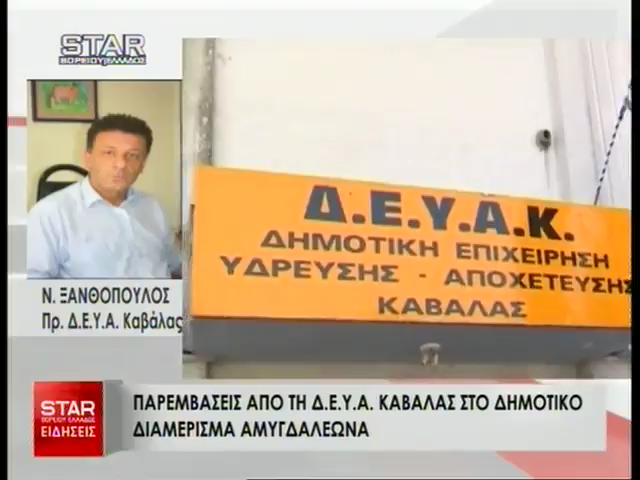 STAR
ΒΟΡΕΙΟΥ ΕΛΛΑΔΟΣ
Δ.Ε.Υ.Α.Κ.
ΔΗΜΟΤΙΚΗ ΕΠΙΧΕΙΡΗΣΗ
ΥΔΡΕΥΣΗΣ - ΑΠΟΧΕΤΕΥΣΗΣ
ΚΑΒΑΛΑΣ
Ν. ΞΑΝΘΟΠΟΥΛΟΣ
Πρ. Δ.Ε.Υ.Α. Καβάλας
STAR
ΒΟΡΕΙΟΥ ΕΛΛΑΔΟΣ
ΕΙΔΗΣΕΙΣ
ΠΑΡΕΜΒΑΣΕΙΣ ΑΠΟ ΤΗ Δ.Ε.Υ.Α. ΚΑΒΑΛΑΣ ΣΤΟ ΔΗΜΟΤΙΚΟ
ΔΙΑΜΕΡΙΣΜΑ ΑΜΥΓΔΑΛΕΩΝΑ